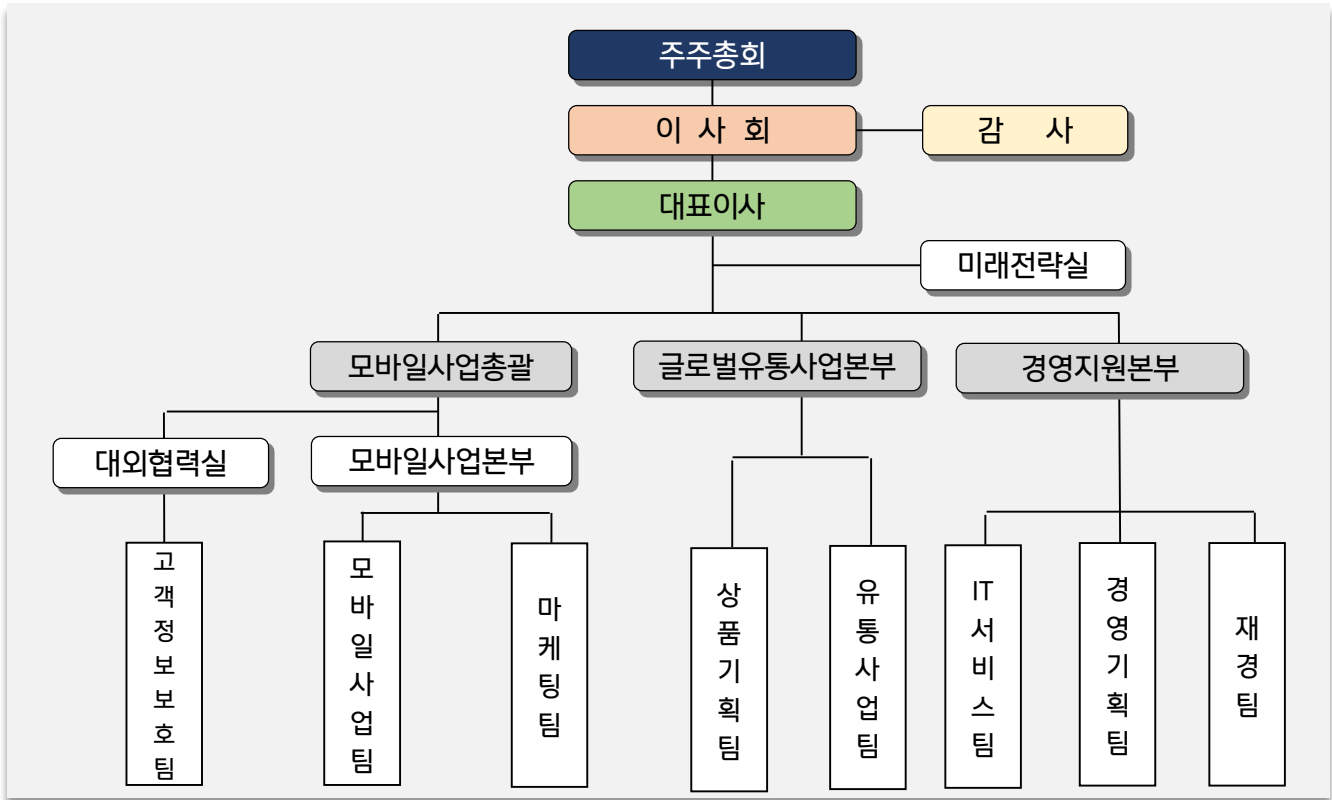 주주총회
이 사 회
감 사
대표이사
미래전략실
모바일사업총괄
글로벌유통사업본부
경영지원본부
대외협력실
모바일사업본부
고객정보보호팀
모바일사업팀
마케팅팀
상품기획팀
유통사업팀
IT서비스팀
경영기획팀
재경팀